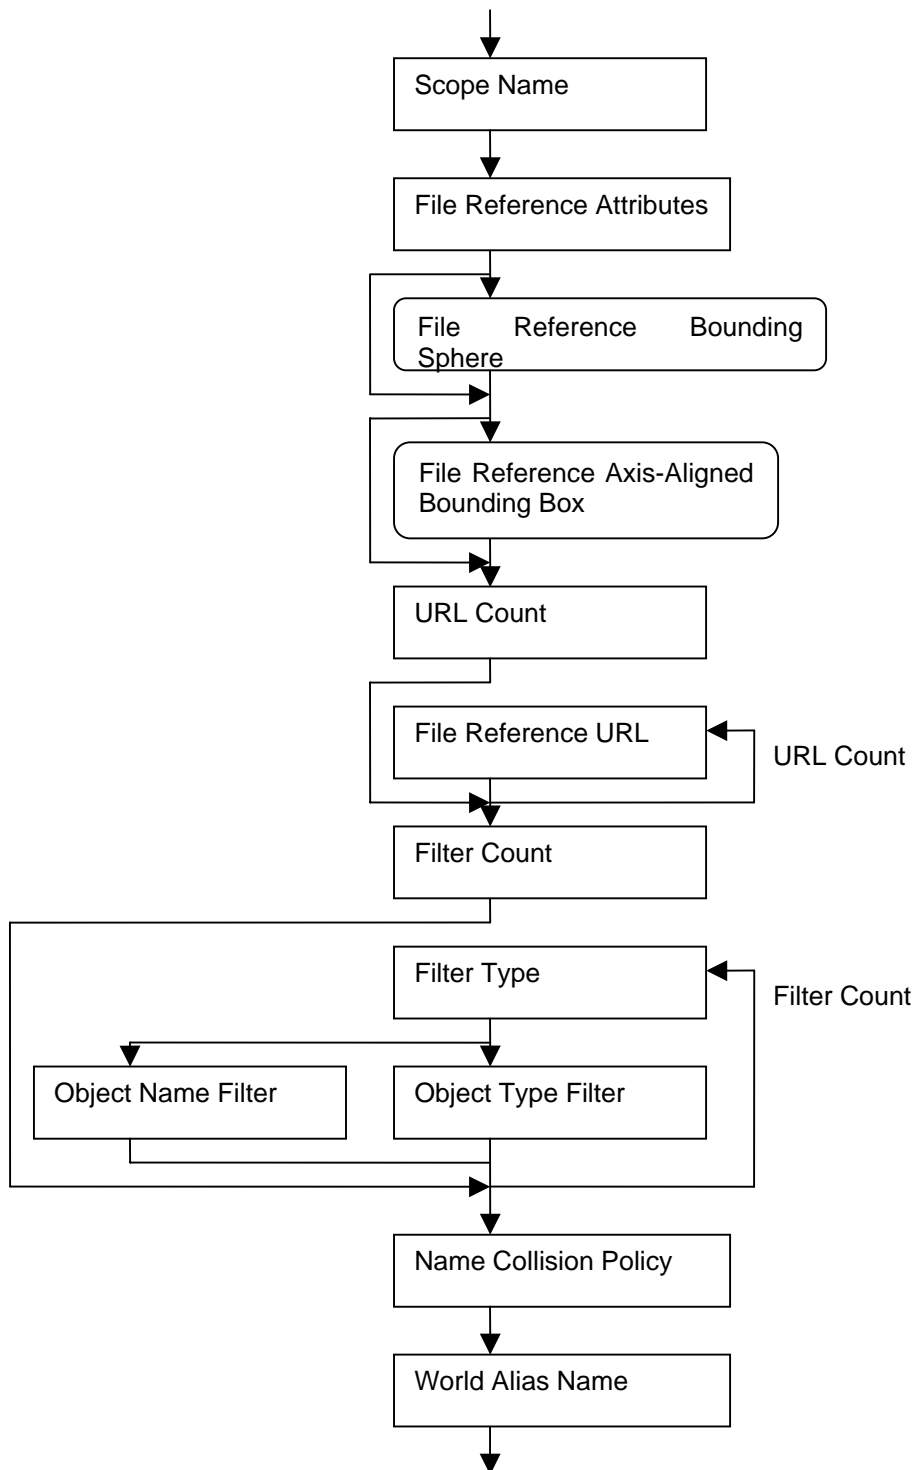 Scope Name
File Reference Attributes
File Reference Bounding
Sphere
File Reference Axis-Aligned
Bounding Box
URL Count
File Reference URL
URL Count
Filter Count
Filter Type
Filter Count
Object Name Filter
Object Type Filter
Name Collision Policy
World Alias Name